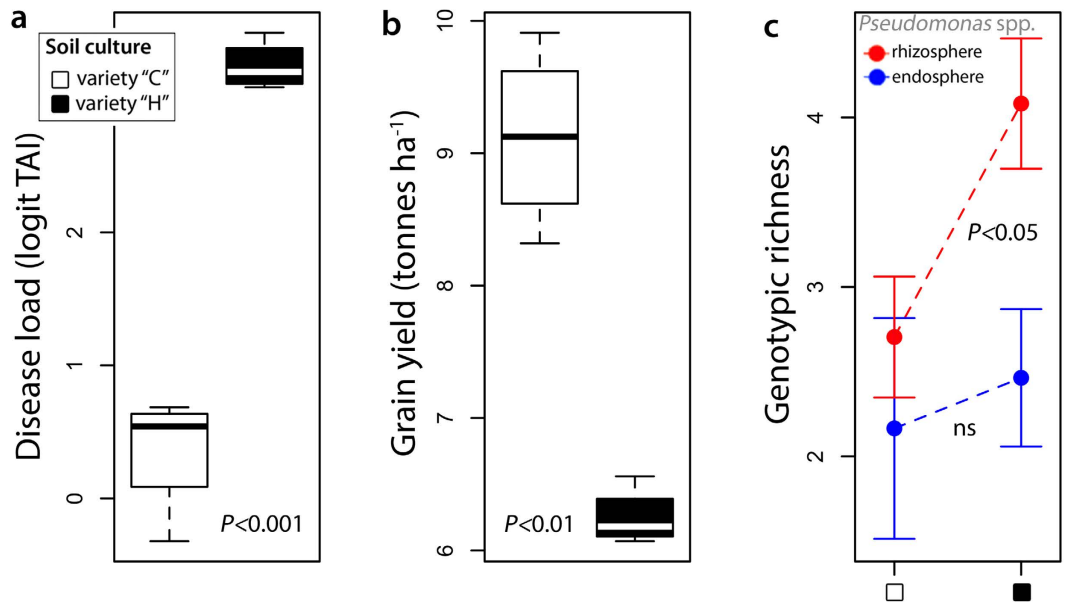 a
Soil culture
variety "C"
variety "H"
Disease load (logit TAI)
2
1
0
P<0.001
b
Grain yield (tonnes ha⁻¹)
10
9
8
7
6
P<0.01
c
Pseudomonas spp.
rhizosphere
endosphere
Genotypic richness
4
3
2
P<0.05
ns